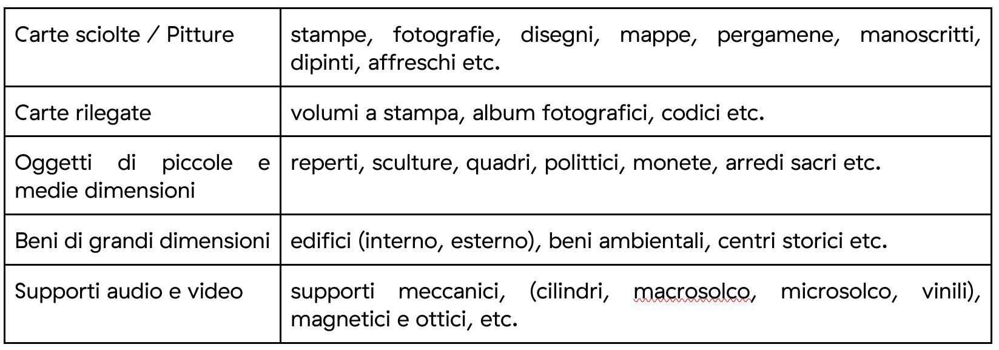 Carte sciolte / Pitture
stampe, fotografie, disegni, mappe, pergamene, manoscritti,
dipinti, affreschi etc.
Carte rilegate
volumi a stampa, album fotografici, codici etc.
Oggetti di piccole e
medie dimensioni
reperti, sculture, quadri, polittici, monete, arredi sacri etc.
Beni di grandi dimensioni
edifici (interno, esterno), beni ambientali, centri storici etc.
Supporti audio e video
supporti meccanici, (cilindri, macrosolco, microsolco, vinili),
magnetici e ottici, etc.